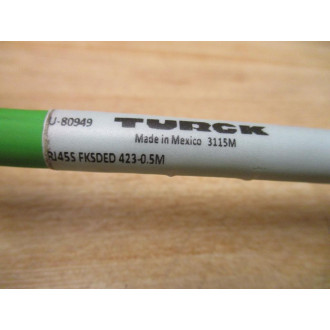 U-80949 TURCK
Made in Mexico 3115M
RJ45S FKSDED 423-0.5M